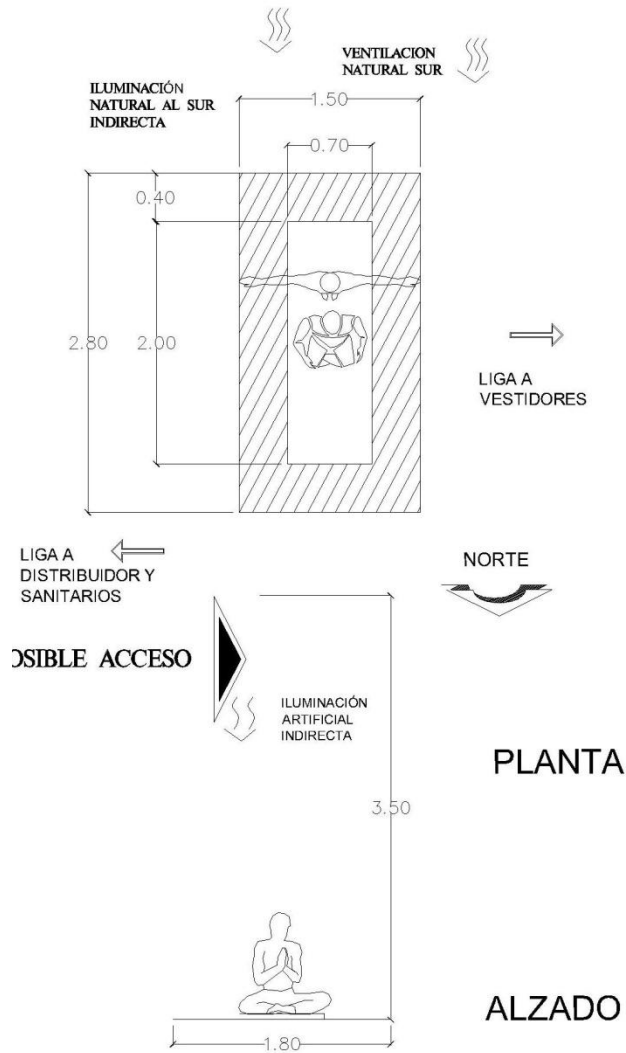 VENTILACION
NATURAL SUR
ILUMINACIÓN
NATURAL AL SUR
INDIRECTA
1.50
0.70
0.40
2.80
2.00
LIGA A
VESTIDORES
LIGA A
DISTRIBUIDOR Y
SANITARIOS
NORTE
OSIBLE ACCESO
ILUMINACIÓN
ARTIFICIAL
INDIRECTA
PLANTA
3.50
ALZADO
1.80